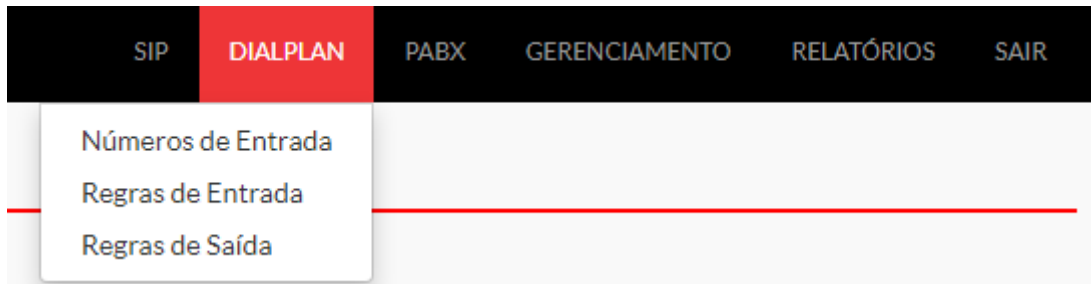 SIP DIALPLAN PABX GERENCIAMENTO RELATÓRIOS SAIR
Números de Entrada
Regras de Entrada
Regras de Saída